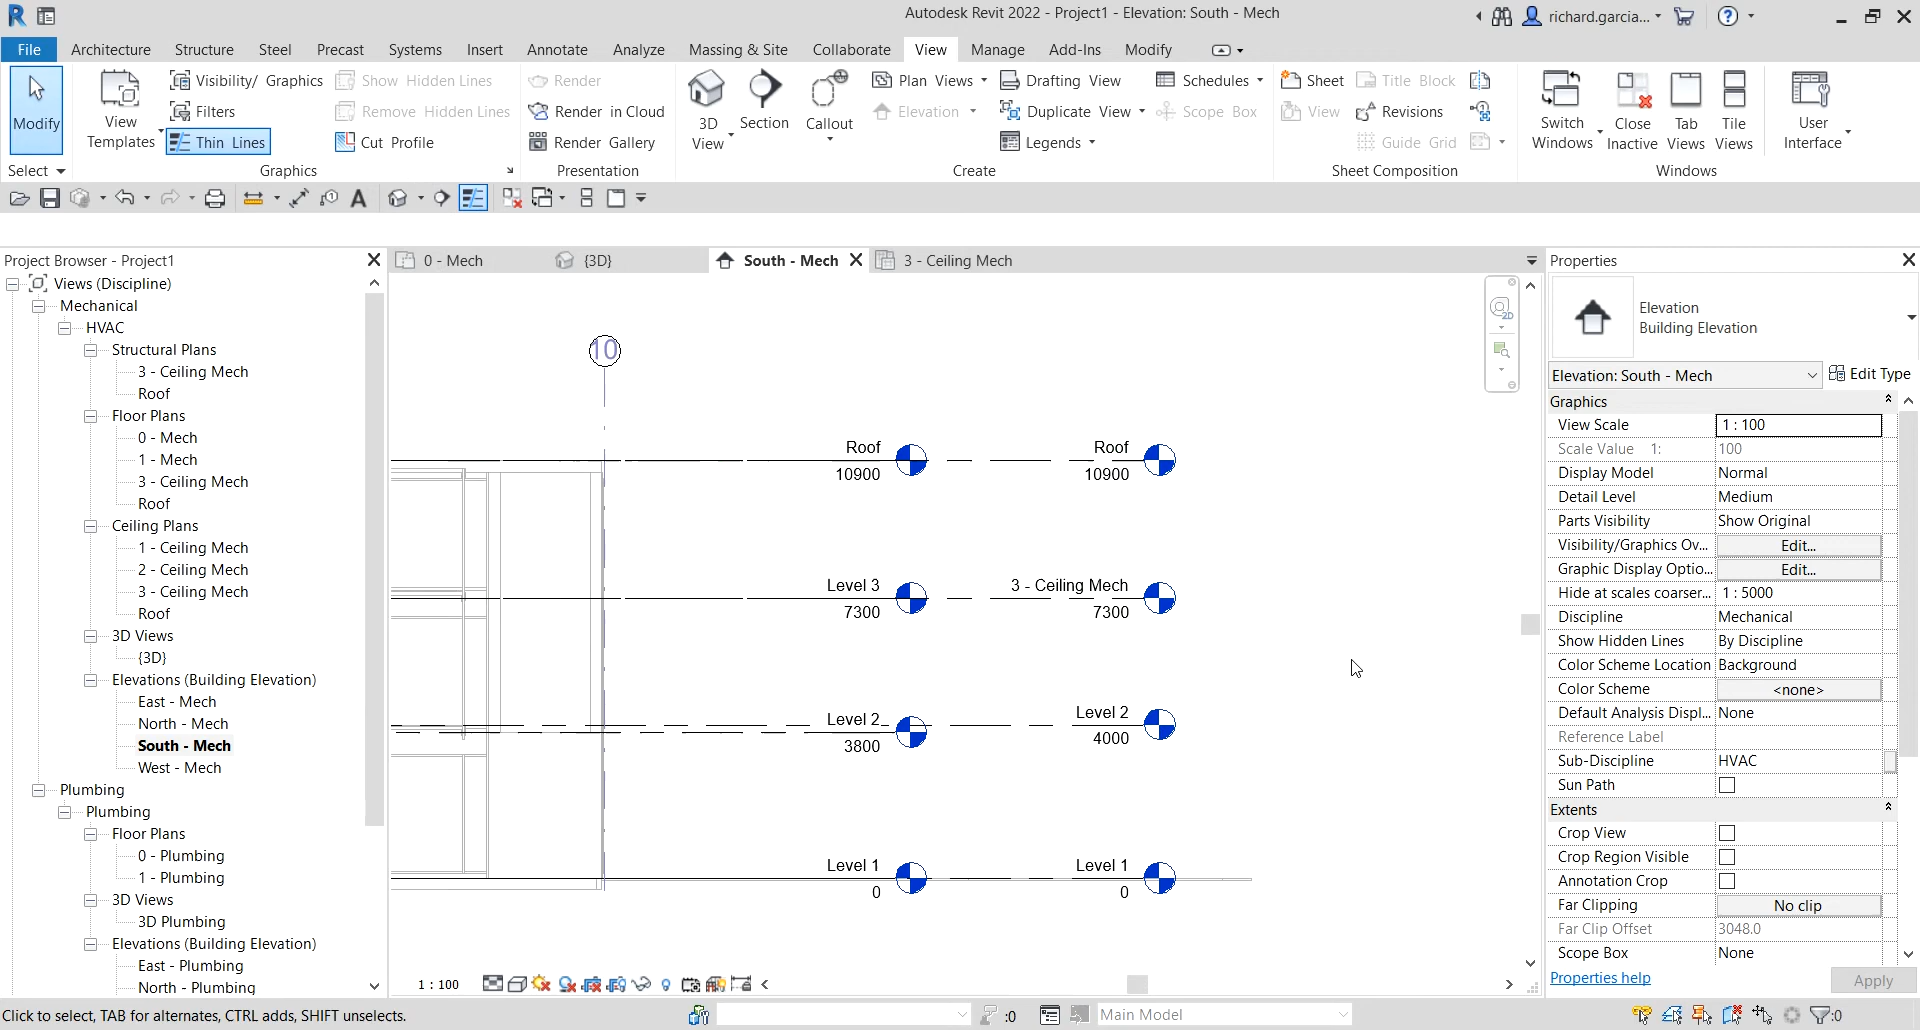 Autodesk Revit 2022 - Project1 - Elevation: South - Mech
richard.garcia...
File Architecture Structure Steel Precast Systems Insert Annotate Analyze Massing & Site Collaborate View Manage Add-Ins Modify
Modify
Select
View Templates
Visibility/ Graphics
Filters
Thin Lines
Show Hidden Lines
Remove Hidden Lines
Cut Profile
Graphics
Render
Render in Cloud
Render Gallery
Presentation
3D View
Section
Callout
Plan Views
Elevation
Drafting View
Duplicate View
Legends
Schedules
Scope Box
Create
Sheet
View
Title Block
Revisions
Guide Grid
Sheet Composition
Switch Windows
Close Inactive
Tab Views
Tile Views
User Interface
Windows
Project Browser - Project1
Views (Discipline)
Mechanical
HVAC
Structural Plans
3 - Ceiling Mech
Roof
Floor Plans
0 - Mech
1 - Mech
3 - Ceiling Mech
Roof
Ceiling Plans
1 - Ceiling Mech
2 - Ceiling Mech
3 - Ceiling Mech
Roof
3D Views
{3D}
Elevations (Building Elevation)
East - Mech
North - Mech
South - Mech
West - Mech
Plumbing
Plumbing
Floor Plans
0 - Plumbing
1 - Plumbing
3D Views
3D Plumbing
Elevations (Building Elevation)
East - Plumbing
North - Plumbing
0 - Mech {3D} South - Mech 3 - Ceiling Mech
10
Roof Roof
10900 10900
Level 3 3 - Ceiling Mech
7300 7300
Level 2 Level 2
3800 4000
Level 1 Level 1
0 0
2D
1 : 100
Properties
Elevation
Building Elevation
Elevation: South - Mech Edit Type
Graphics
View Scale 1 : 100
Scale Value 1: 100
Display Model Normal
Detail Level Medium
Parts Visibility Show Original
Visibility/Graphics Ov... Edit...
Graphic Display Optio... Edit...
Hide at scales coarser... 1 : 5000
Discipline Mechanical
Show Hidden Lines By Discipline
Color Scheme Location Background
Color Scheme <none>
Default Analysis Displ... None
Reference Label
Sub-Discipline HVAC
Sun Path
Extents
Crop View
Crop Region Visible
Annotation Crop
Far Clipping No clip
Far Clip Offset 3048.0
Scope Box None
Properties help Apply
Click to select, TAB for alternates, CTRL adds, SHIFT unselects. :0 Main Model :0